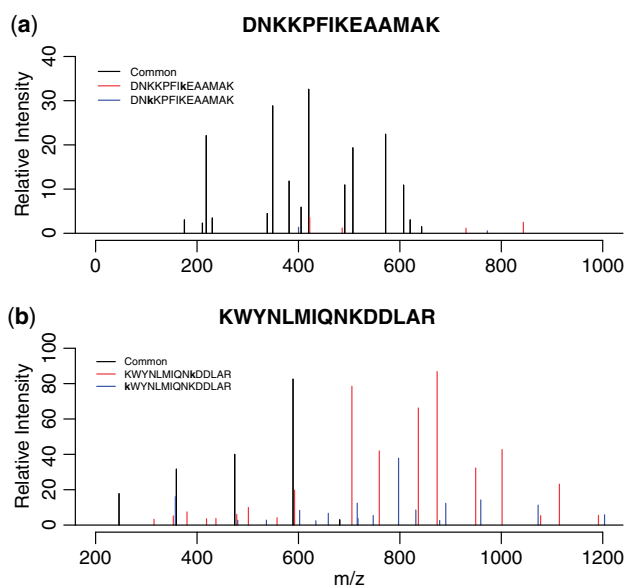 (a)
DNKKPFIKEAAMAK
Relative Intensity
40
30
20
10
0
Common
DNKKPFIkEAAMAK
DNkKPFIKEAAMAK
0 200 400 600 800 1000
(b)
KWYNLMIQNKDDLAR
Relative Intensity
100
80
60
40
20
0
Common
KWYNLMIQNkDDLAR
kWYNLMIQNKDDLAR
200 400 600 800 1000 1200
m/z